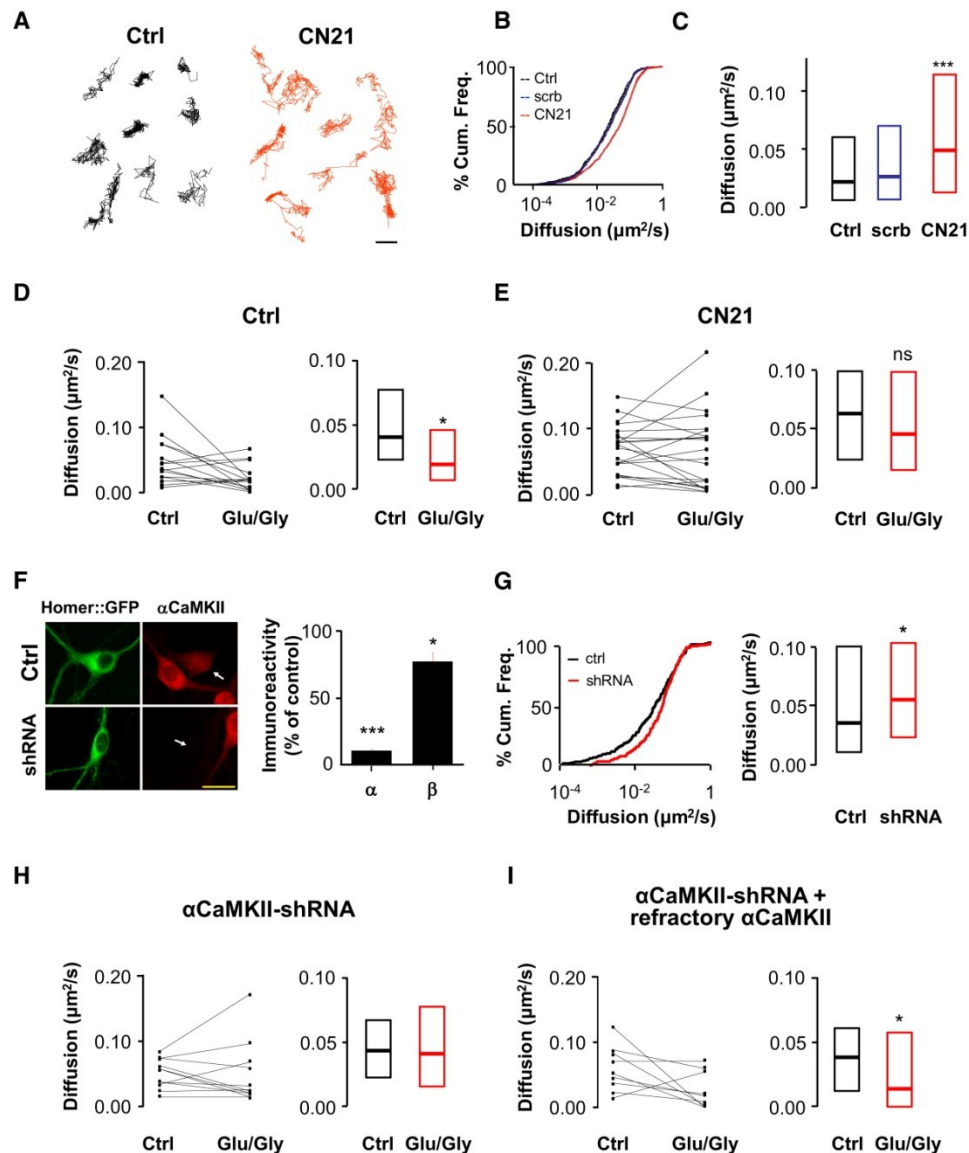 A
Ctrl
CN21
B
% Cum. Freq.
100
50
0
Ctrl
scrb
CN21
10⁻⁴ 10⁻² 1
Diffusion (µm²/s)
C
Diffusion (µm²/s)
0.10
0.05
0.00
***
Ctrl scrb CN21
D
Ctrl
Diffusion (µm²/s)
0.20
0.10
0.00
Ctrl Glu/Gly
0.10
0.05
0.00
*
Ctrl Glu/Gly
E
CN21
Diffusion (µm²/s)
0.20
0.10
0.00
Ctrl Glu/Gly
0.10
0.05
0.00
ns
Ctrl Glu/Gly
F
Homer::GFP αCaMKII
Ctrl
shRNA
Immunoreactivity
(% of control)
100
50
0
***
*
α β
G
% Cum. Freq.
100
50
0
ctrl
shRNA
10⁻⁴ 10⁻² 1
Diffusion (µm²/s)
Diffusion (µm²/s)
0.10
0.05
0.00
*
Ctrl shRNA
H
αCaMKII-shRNA
Diffusion (µm²/s)
0.20
0.10
0.00
Ctrl Glu/Gly
0.10
0.05
0.00
Ctrl Glu/Gly
I
αCaMKII-shRNA +
refractory αCaMKII
Diffusion (µm²/s)
0.20
0.10
0.00
Ctrl Glu/Gly
0.10
0.05
0.00
*
Ctrl Glu/Gly